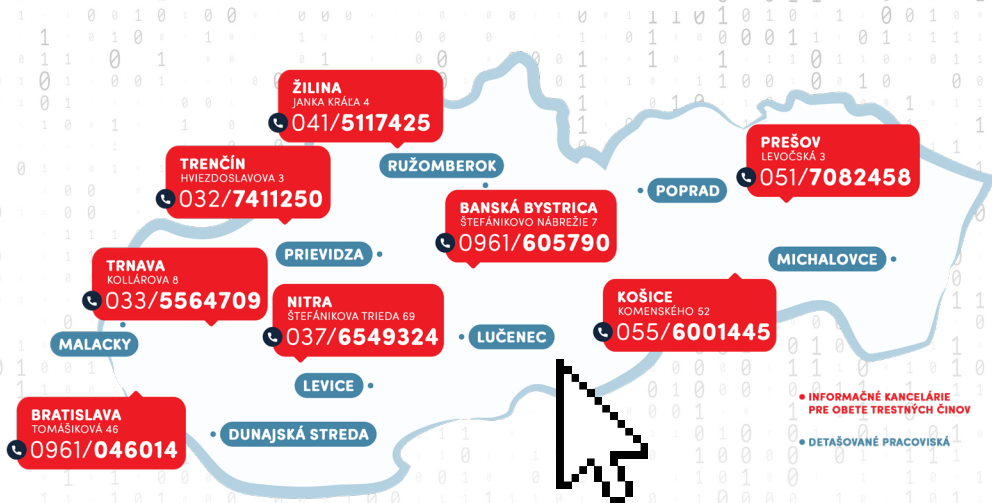 ŽILINA
JANKA KRÁĽA 4
041/5117425
RUŽOMBEROK
TRENČÍN
HVIEZDOSLAVOVA 3
032/7411250
PREŠOV
LEVOČSKÁ 3
051/7082458
POPRAD
BANSKÁ BYSTRICA
ŠTEFÁNIKOVO NÁBREŽIE 7
0961/605790
PRIEVIDZA
MICHALOVCE
TRNAVA
KOLLÁROVA 8
033/5564709
NITRA
ŠTEFÁNIKOVA TRIEDA 69
037/6549324
KOŠICE
KOMENSKÉHO 52
055/6001445
MALACKY
LUČENEC
LEVICE
BRATISLAVA
TOMÁŠIKOVÁ 46
0961/046014
DUNAJSKÁ STREDA
INFORMAČNÉ KANCELÁRIE
PRE OBETE TRESTNÝCH ČINOV
DETAŠOVANÉ PRACOVISKÁ